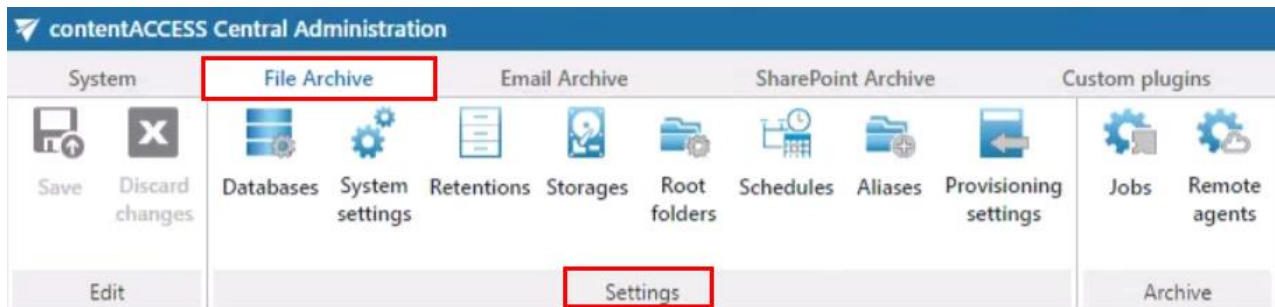 contentACCESS Central Administration
System File Archive Email Archive SharePoint Archive Custom plugins
Save Discard Databases System Retentions Storages Root Schedules Aliases Provisioning Jobs Remote
changes settings folders settings agents
Edit Settings Archive